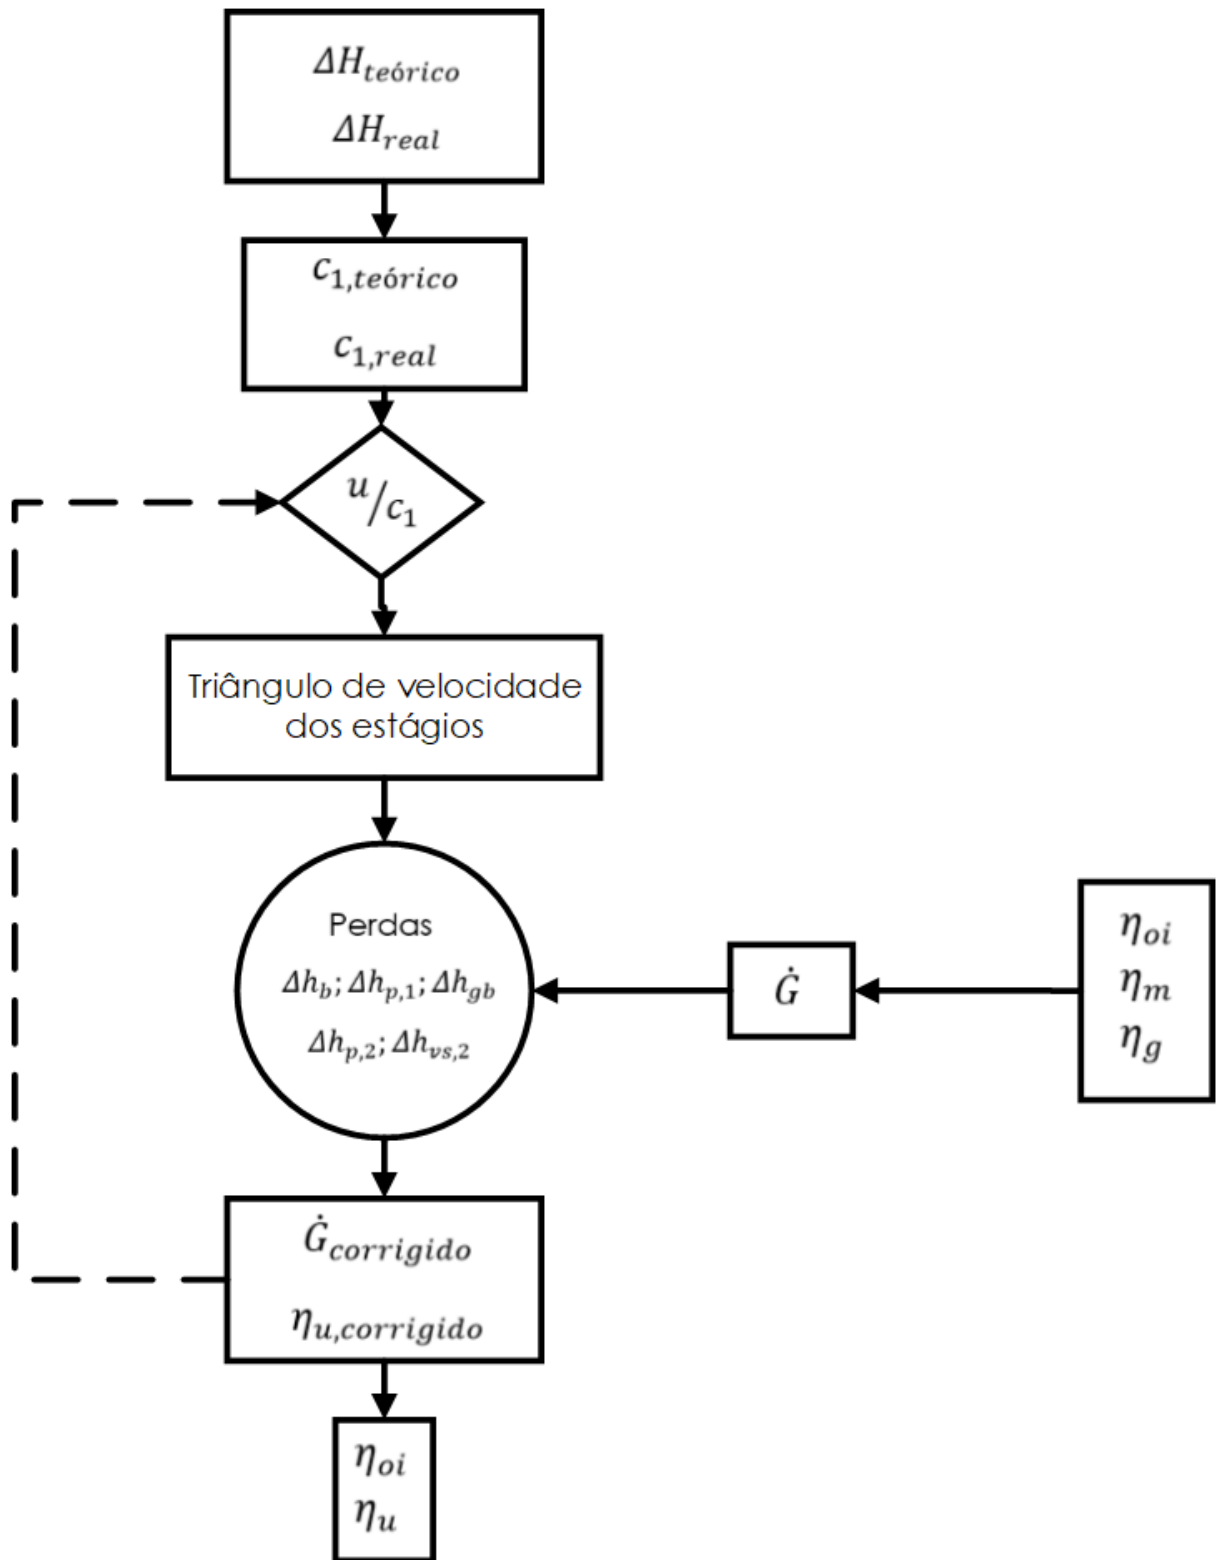 ΔH_teórico
ΔH_real
c_1,teórico
c_1,real
u/c_1
Triângulo de velocidade
dos estágios
Perdas
Δh_b; Δh_p,1; Δh_gb
Δh_p,2; Δh_vs,2
Ġ
η_oi
η_m
η_g
Ġ_corrigido
η_u,corrigido
η_oi
η_u